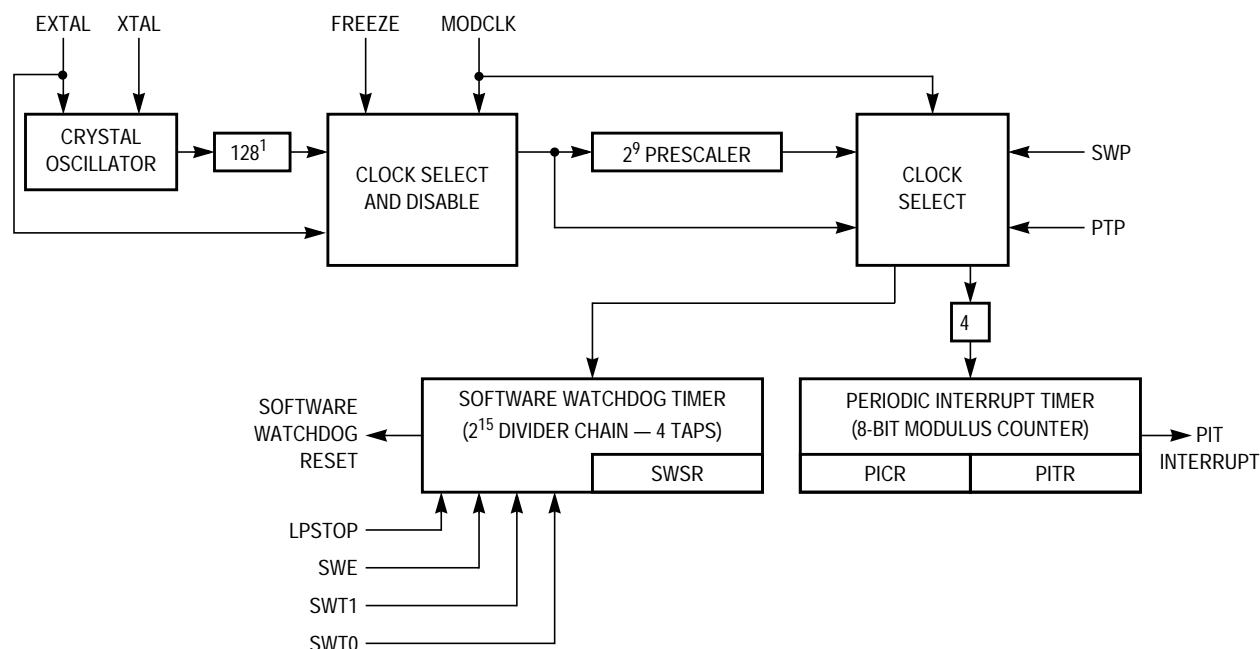 EXTAL XTAL FREEZE MODCLK
CRYSTAL
OSCILLATOR
128¹
CLOCK SELECT
AND DISABLE
2⁹ PRESCALER
CLOCK
SELECT
SWP
PTP
4
SOFTWARE
WATCHDOG
RESET
SOFTWARE WATCHDOG TIMER
(2¹⁵ DIVIDER CHAIN — 4 TAPS)
SWSR
PERIODIC INTERRUPT TIMER
(8-BIT MODULUS COUNTER)
PICR PITR
PIT
INTERRUPT
LPSTOP
SWE
SWT1
SWT0